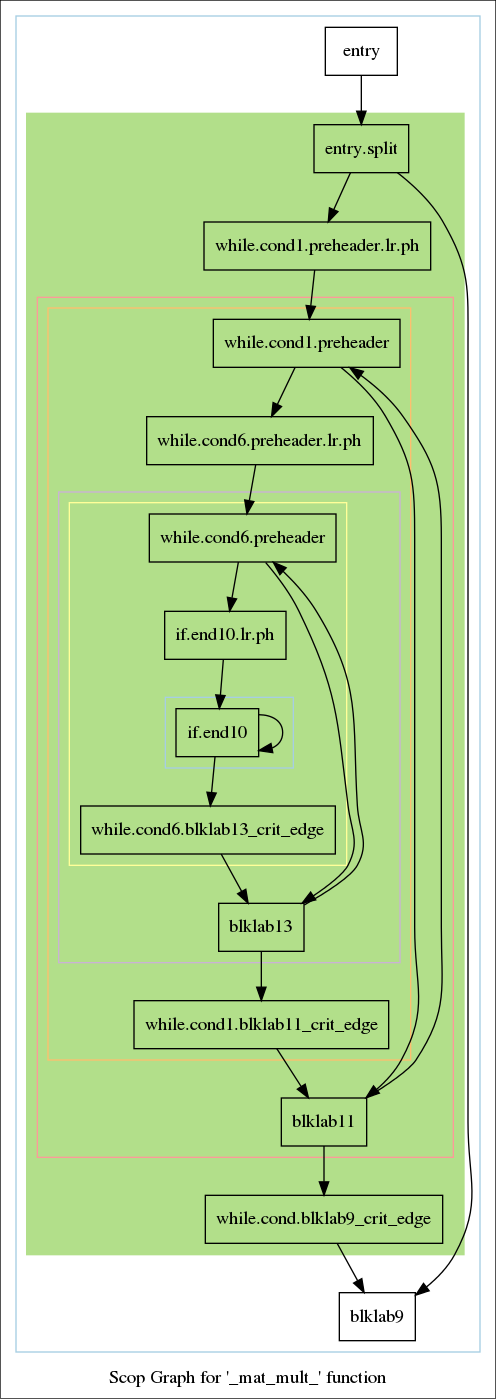 entry
entry.split
while.cond1.preheader.lr.ph
while.cond1.preheader
while.cond6.preheader.lr.ph
while.cond6.preheader
if.end10.lr.ph
if.end10
while.cond6.blklab13_crit_edge
blklab13
while.cond1.blklab11_crit_edge
blklab11
while.cond.blklab9_crit_edge
blklab9
Scop Graph for '_mat_mult_' function